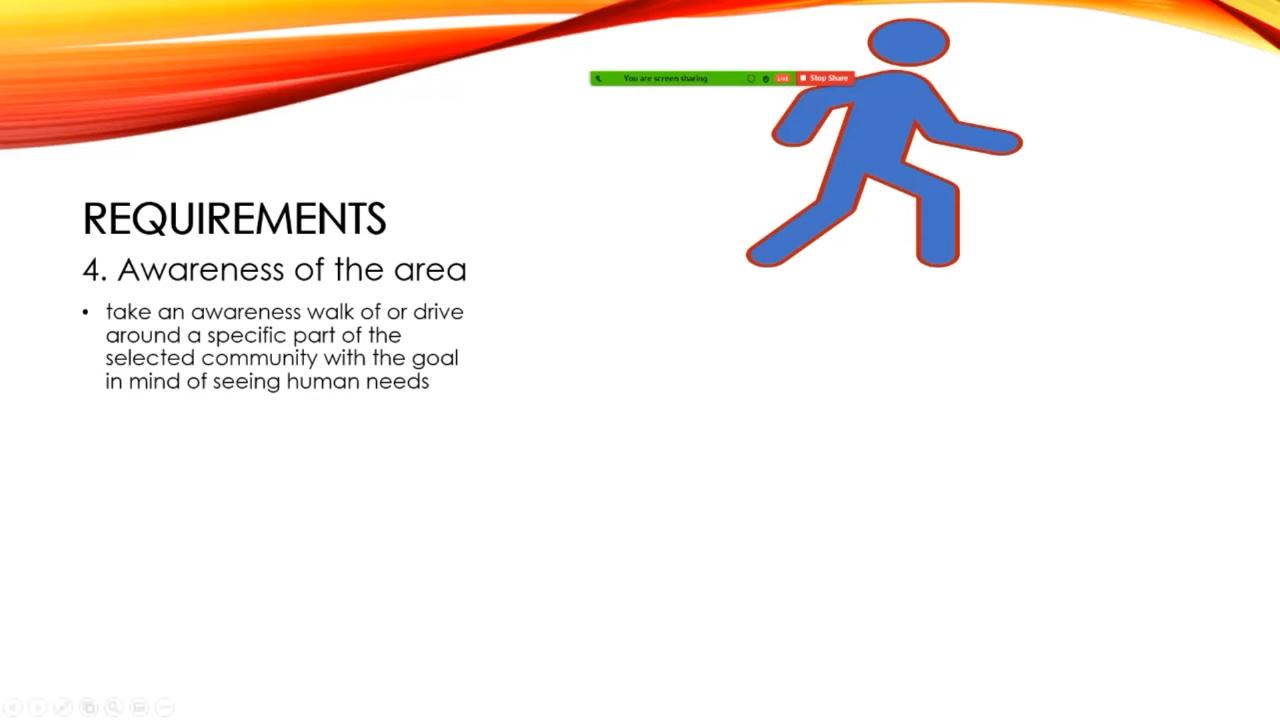 You are screen sharing
Stop Share
REQUIREMENTS
4. Awareness of the area
• take an awareness walk of or drive
around a specific part of the
selected community with the goal
in mind of seeing human needs